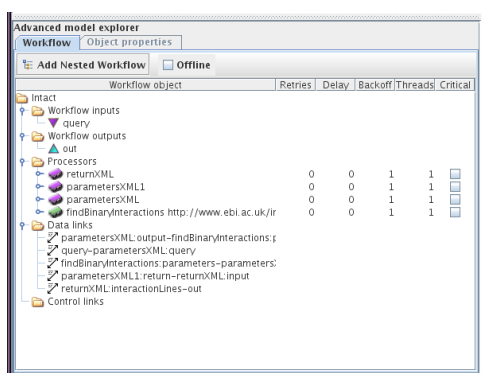 Advanced model explorer
Workflow Object properties
Add Nested Workflow Offline
Workflow object Retries Delay Backoff Threads Critical
Intact
Workflow inputs
query
Workflow outputs
out
Processors
returnXML 0 0 1 1
parametersXML1 0 0 1 1
parametersXML 0 0 1 1
findBinaryInteractions http://www.ebi.ac.uk/in 0 0 1 1
Data links
parametersXML:output-findBinaryInteractions:p
query-parametersXML:query
findBinaryInteractions:parameters-parametersX
parametersXML1:return-returnXML:input
returnXML:interactionLines-out
Control links